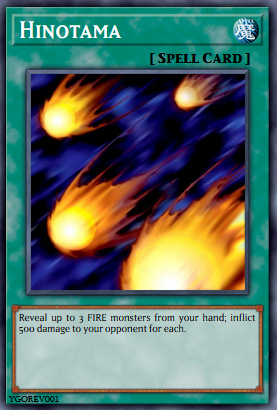 HINOTAMA
魔
[ SPELL CARD ]
Reveal up to 3 FIRE monsters from your hand; inflict
500 damage to your opponent for each.
YGOREV001